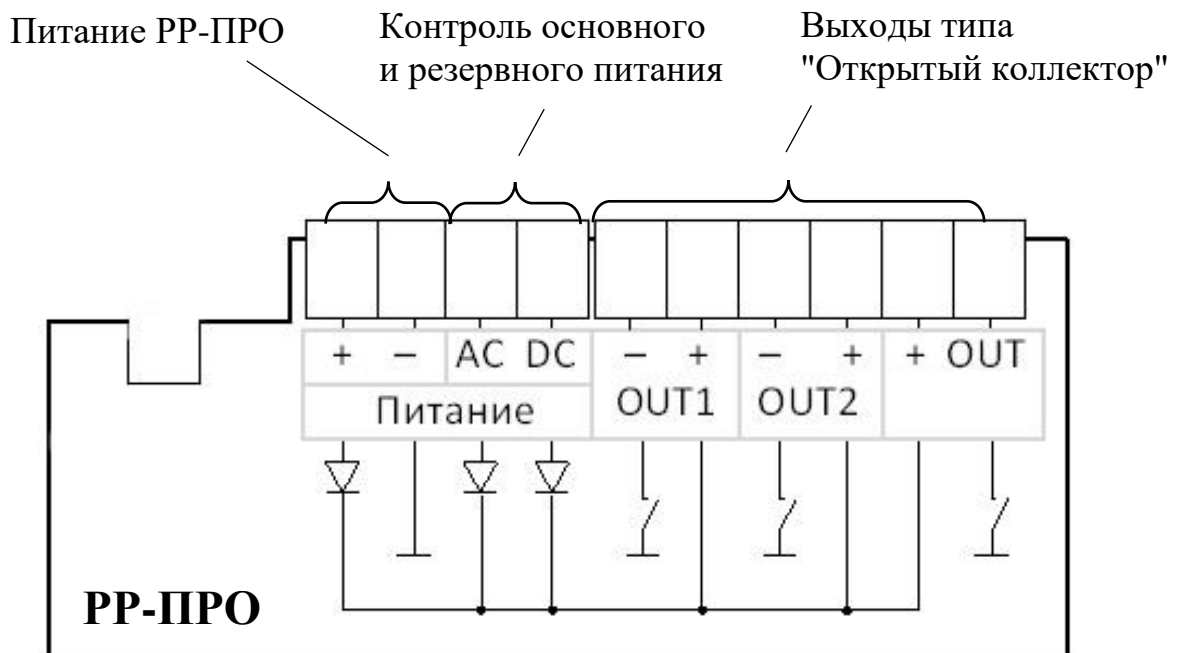 Питание РР-ПРО
Контроль основного
и резервного питания
Выходы типа
"Открытый коллектор"
+ – AC DC – + – + + OUT
Питание OUT1 OUT2
РР-ПРО